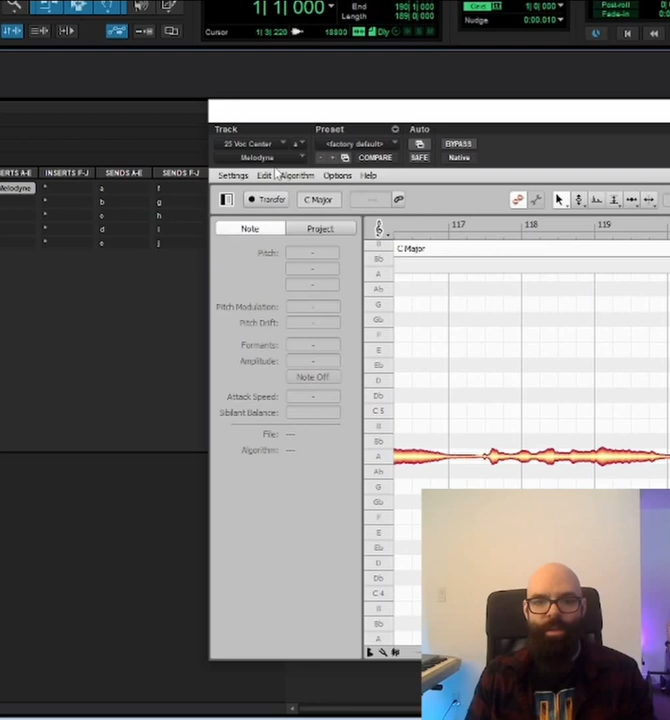 1| 1| 000
End 190| 1| 000
Length 189| 0| 000
Cursor 1| 3| 220
Dly
Grid 1| 0| 000
Nudge 0:00.010
Post-roll
Fade-in
Track
Preset
Auto
25 Voc Center a
<factory default>
BYPASS
Melodyne
- + COMPARE
SAFE
Native
Settings Edit Algorithm Options Help
INSERTS F-J SENDS A-E SENDS F-J
Melodyne
a f
b g
c h
d i
e j
Transfer
C Major
---
Note Project
117 118 119
C Major
Pitch: -
-
-
Pitch Modulation: -
Pitch Drift: -
Formants: -
Amplitude: -
Note Off
Attack Speed: -
Sibilant Balance:
File: ---
Algorithm: ---
B
Bb
A
Ab
G
Gb
F
E
Eb
D
Db
C 5
B
Bb
A
Ab
G
Gb
F
E
Eb
D
Db
C 4
B
Bb
A